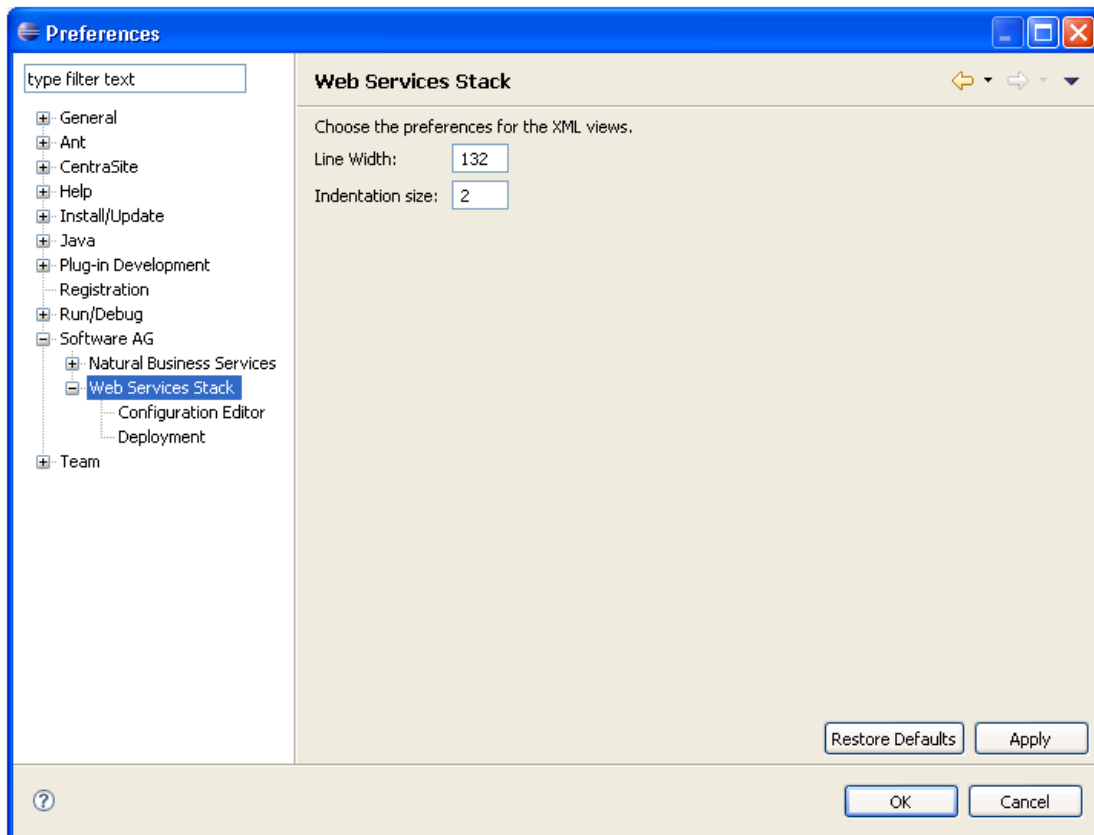 Preferences
type filter text
General
Ant
CentraSite
Help
Install/Update
Java
Plug-in Development
Registration
Run/Debug
Software AG
Natural Business Services
Web Services Stack
Configuration Editor
Deployment
Team
Web Services Stack
Choose the preferences for the XML views.
Line Width: 132
Indentation size: 2
Restore Defaults Apply
? OK Cancel